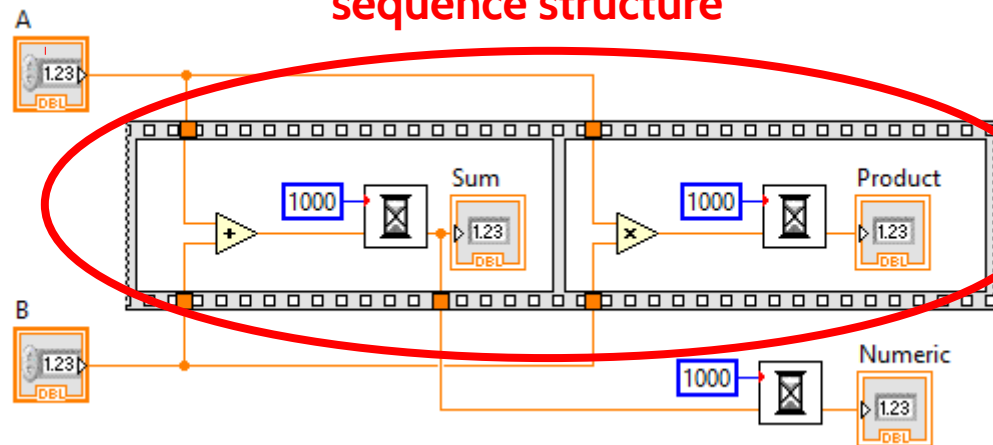 sequence structure
A
1.23
DBL
Sum
Product
1000
1000
+
1.23
DBL
x
1.23
DBL
B
1.23
DBL
Numeric
1000
1.23
DBL